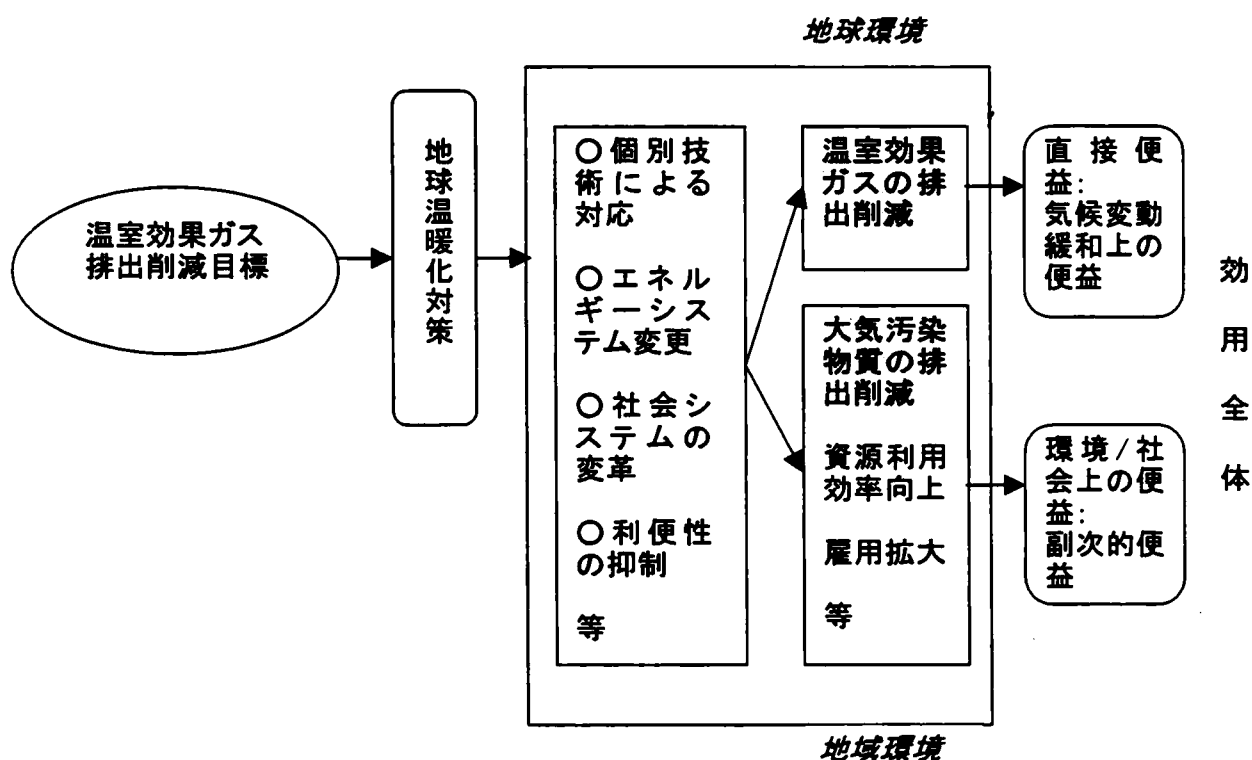 地球環境
温室効果ガス
排出削減目標
地球温暖化対策
○個別技
術による
対応
○エネル
ギーシス
テム変更
○社会シ
ステムの
変革
○利便性
の抑制
等
温室効果
ガスの排
出削減
大気汚染
物質の排
出削減
資源利用
効率向上
雇用拡大
等
直接便
益:
気候変動
緩和上の
便益
環境/社
会上の便
益:
副次的便
益
効用全体
地域環境